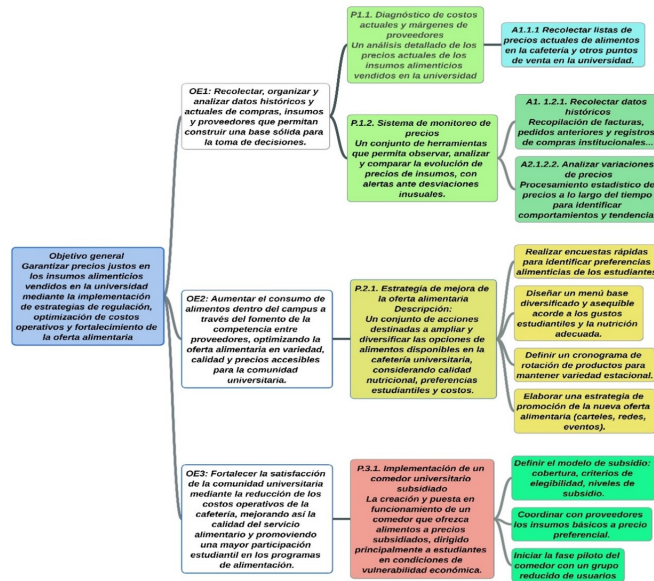 Objetivo general
Garantizar precios justos en
los insumos alimenticios
vendidos en la universidad
mediante la implementación
de estrategias de regulación,
optimización de costos
operativos y fortalecimiento de
la oferta alimentaria
OE1: Recolectar, organizar y
analizar datos históricos y
actuales de compras, insumos
y proveedores que permitan
construir una base sólida para
la toma de decisiones.
P1.1. Diagnóstico de costos
actuales y márgenes de
proveedores
Un análisis detallado de los
precios actuales de los
insumos alimenticios
vendidos en la universidad
A1.1.1 Recolectar listas de
precios actuales de alimentos
en la cafetería y otros puntos
de venta en la universidad.
P.1.2. Sistema de monitoreo de
precios
Un conjunto de herramientas
que permita observar, analizar
y comparar la evolución de
precios de insumos, con
alertas ante desviaciones
inusuales.
A1. 1.2.1. Recolectar datos
históricos
Recopilación de facturas,
pedidos anteriores y registros
de compras institucionales...
A2.1.2.2. Analizar variaciones
de precios
Procesamiento estadístico de
precios a lo largo del tiempo
para identificar
comportamientos y tendencia
OE2: Aumentar el consumo de
alimentos dentro del campus a
través del fomento de la
competencia entre
proveedores, optimizando la
oferta alimentaria en variedad,
calidad y precios accesibles
para la comunidad
universitaria.
P.2.1. Estrategia de mejora de
la oferta alimentaria
Descripción:
Un conjunto de acciones
destinadas a ampliar y
diversificar las opciones de
alimentos disponibles en la
cafetería universitaria,
considerando calidad
nutricional, preferencias
estudiantiles y costos.
Realizar encuestas rápidas
para identificar preferencias
alimenticias de los estudiantes
Diseñar un menú base
diversificado y asequible
acorde a los gustos
estudiantiles y la nutrición
adecuada.
Definir un cronograma de
rotación de productos para
mantener variedad estacional.
Elaborar una estrategia de
promoción de la nueva oferta
alimentaria (carteles, redes,
eventos).
OE3: Fortalecer la satisfacción
de la comunidad universitaria
mediante la reducción de los
costos operativos de la
cafetería, mejorando así la
calidad del servicio
alimentario y promoviendo
una mayor participación
estudiantil en los programas
de alimentación.
P.3.1. Implementación de un
comedor universitario
subsidiado
La creación y puesta en
funcionamiento de un
comedor que ofrezca
alimentos a precios
subsidiados, dirigido
principalmente a estudiantes
en condiciones de
vulnerabilidad económica.
Definir el modelo de subsidio:
cobertura, criterios de
elegibilidad, niveles de
subsidio.
Coordinar con proveedores
los insumos básicos a precio
preferencial.
Iniciar la fase piloto del
comedor con un grupo
reducido de usuarios